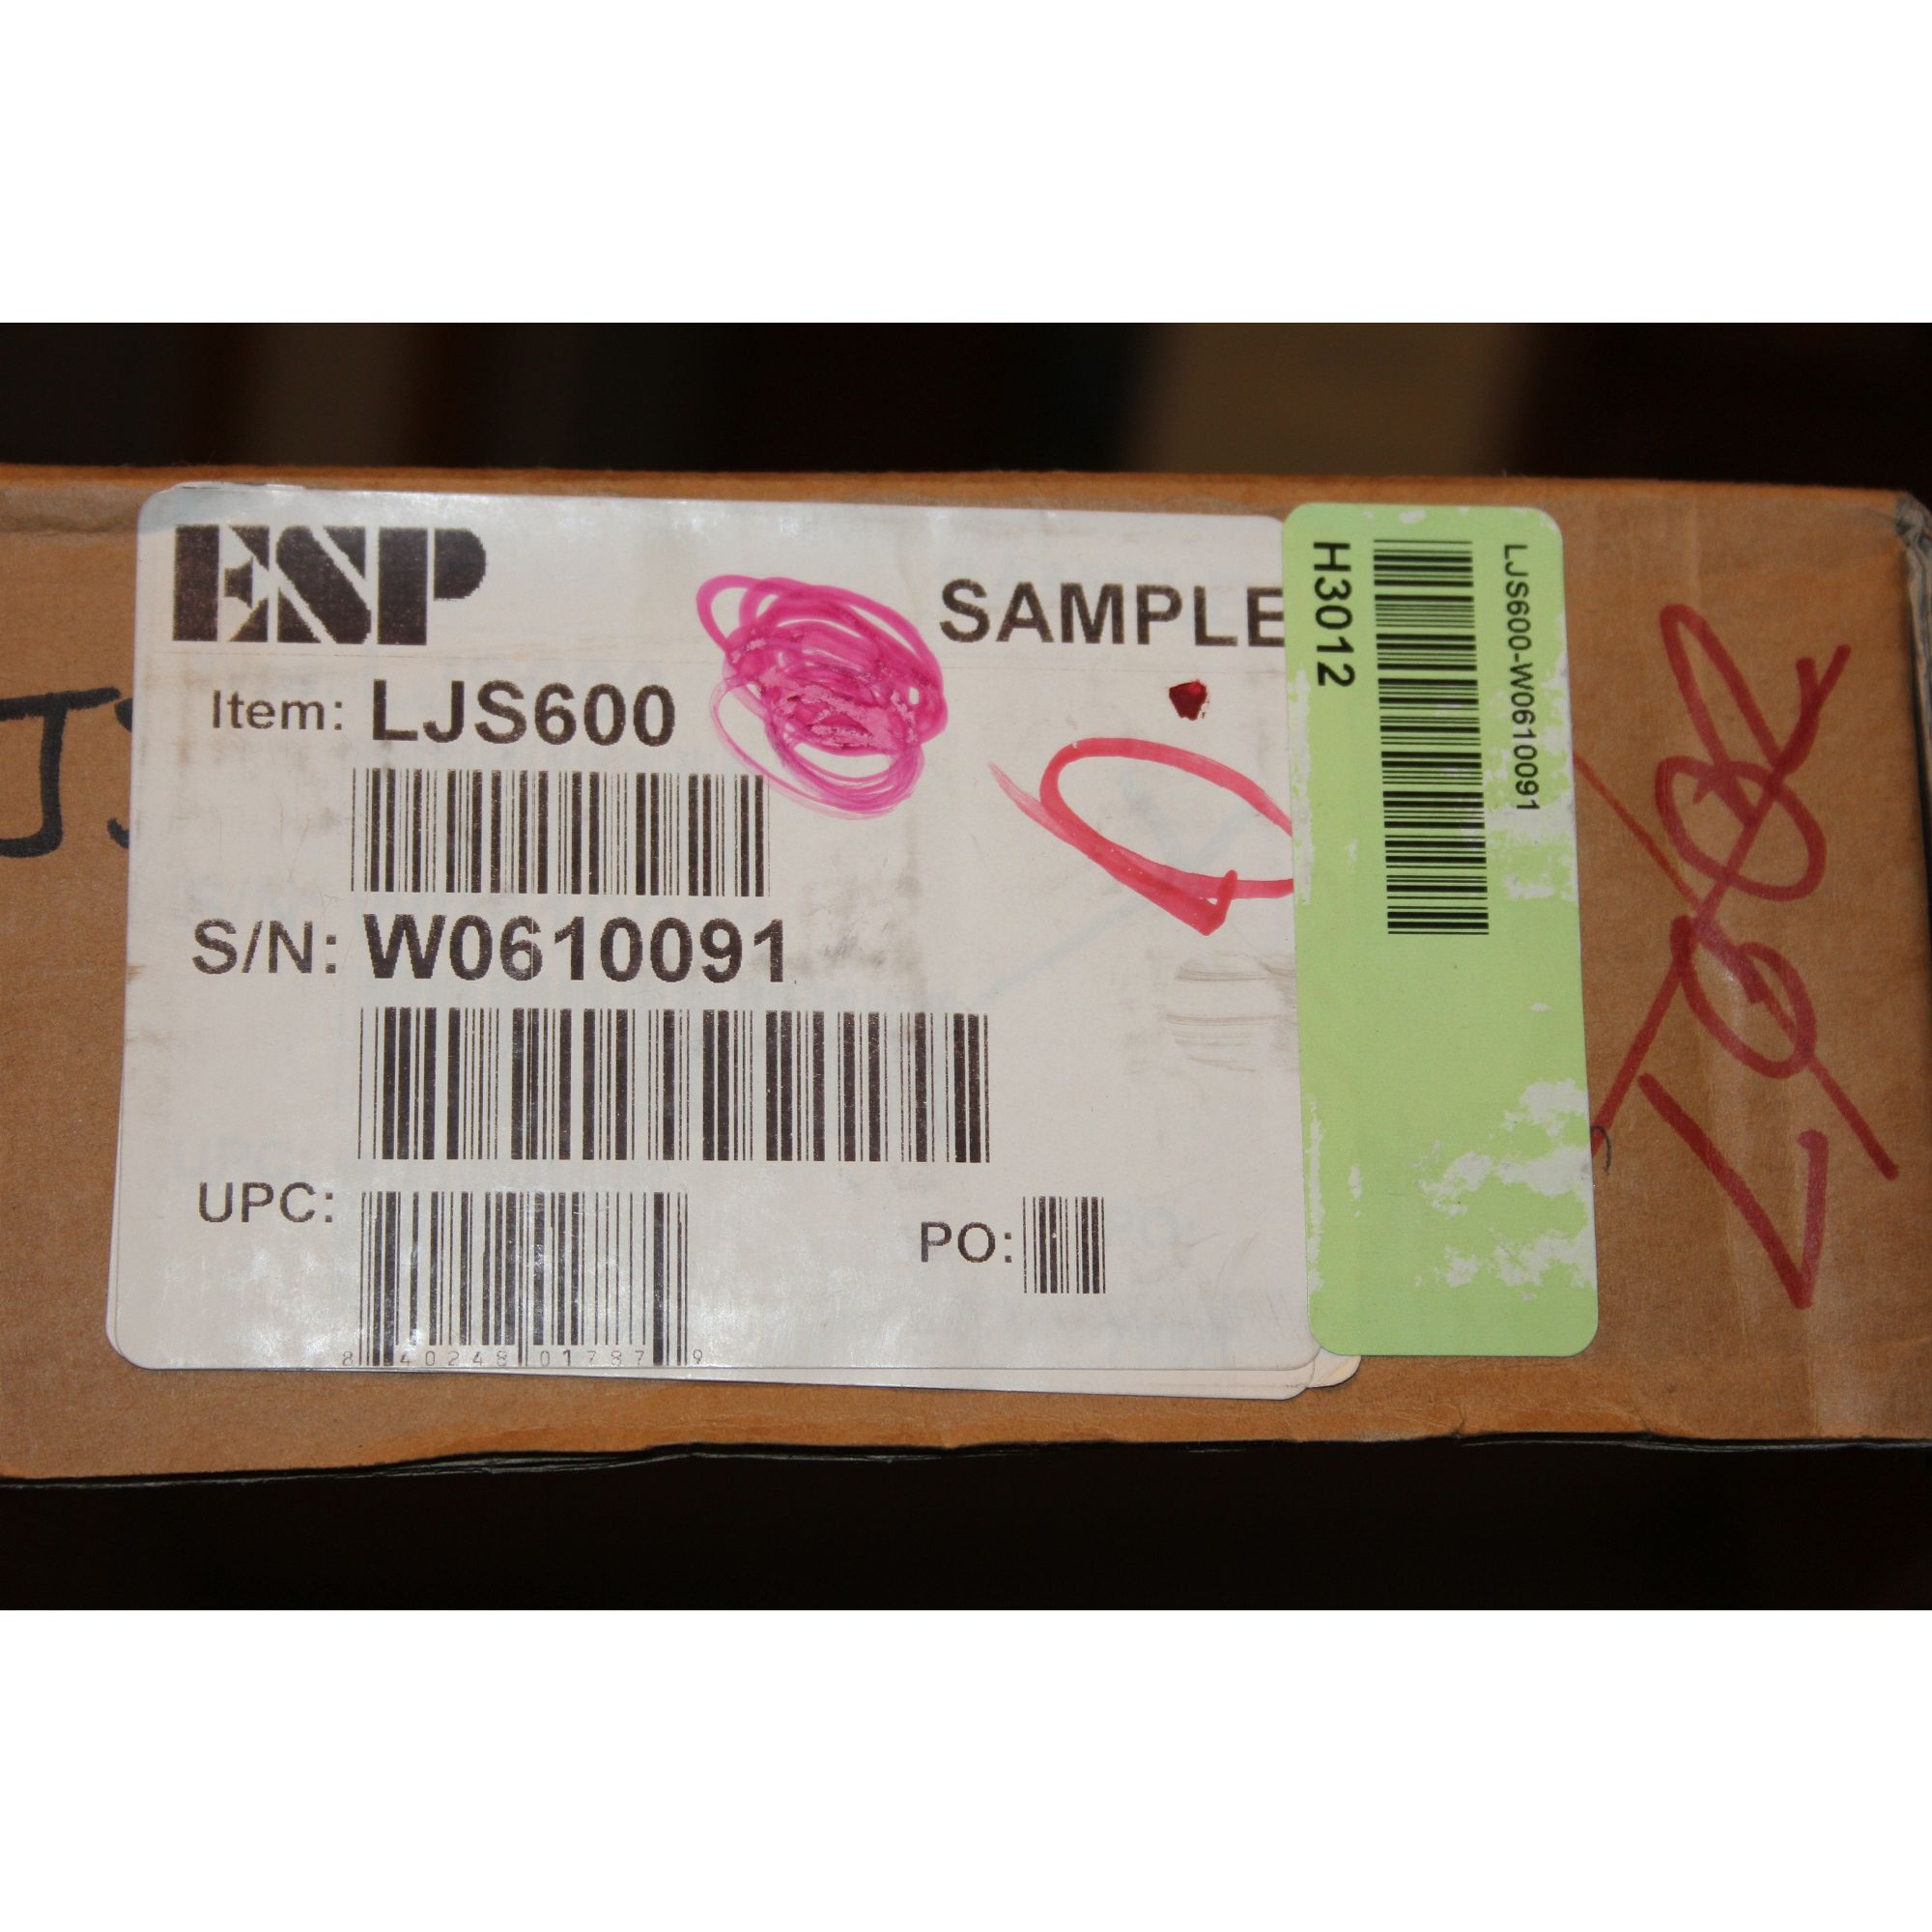 ESP
SAMPLE
Item: LJS600
S/N: W0610091
UPC:
8 40248 01787 9
PO:
H3012
LJS600-W0610091